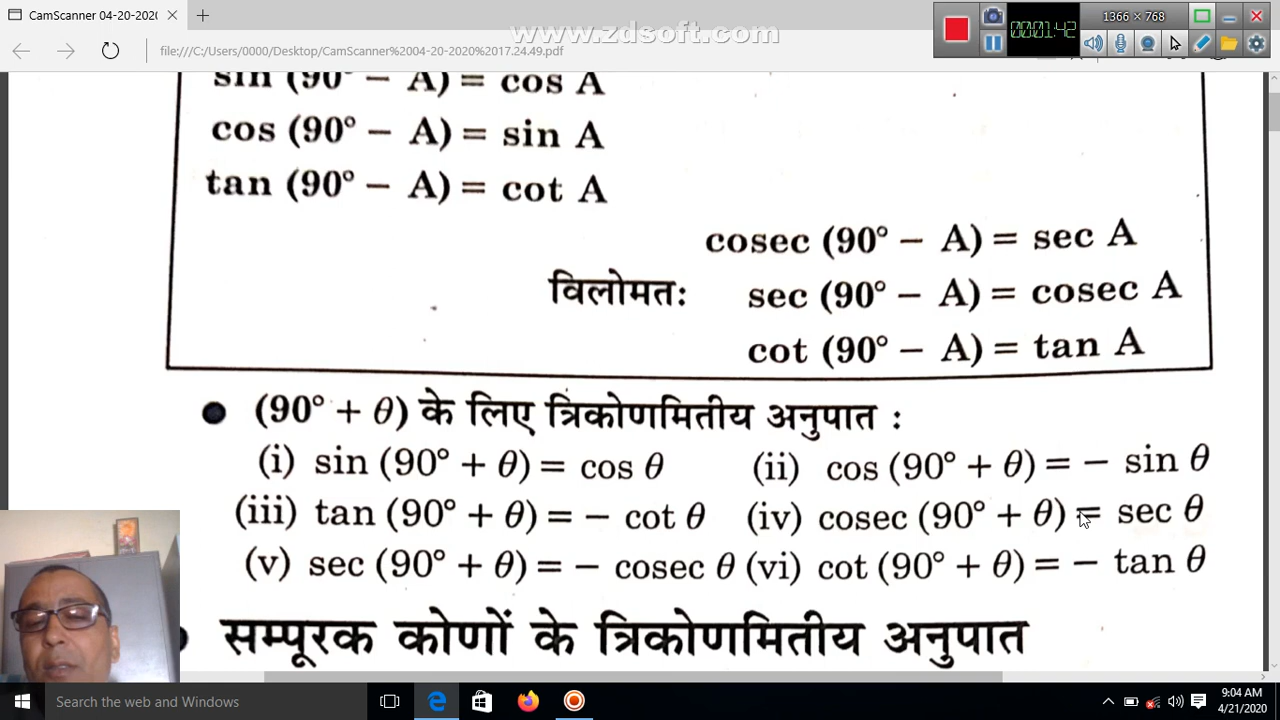 CamScanner 04-20-2020
www.zdsoft.com
1366 × 768
00:01:42
file:///C:/Users/0000/Desktop/CamScanner%2004-20-2020%2017.24.49.pdf
sin (90° − A) = cos A
cos (90° − A) = sin A
tan (90° − A) = cot A
cosec (90° − A) = sec A
विलोमतः sec (90° − A) = cosec A
cot (90° − A) = tan A
● (90° + θ) के लिए त्रिकोणमितीय अनुपात :
(i) sin (90° + θ) = cos θ (ii) cos (90° + θ) = − sin θ
(iii) tan (90° + θ) = − cot θ (iv) cosec (90° + θ) = sec θ
(v) sec (90° + θ) = − cosec θ (vi) cot (90° + θ) = − tan θ
सम्पूरक कोणों के त्रिकोणमितीय अनुपात
Search the web and Windows
9:04 AM
4/21/2020